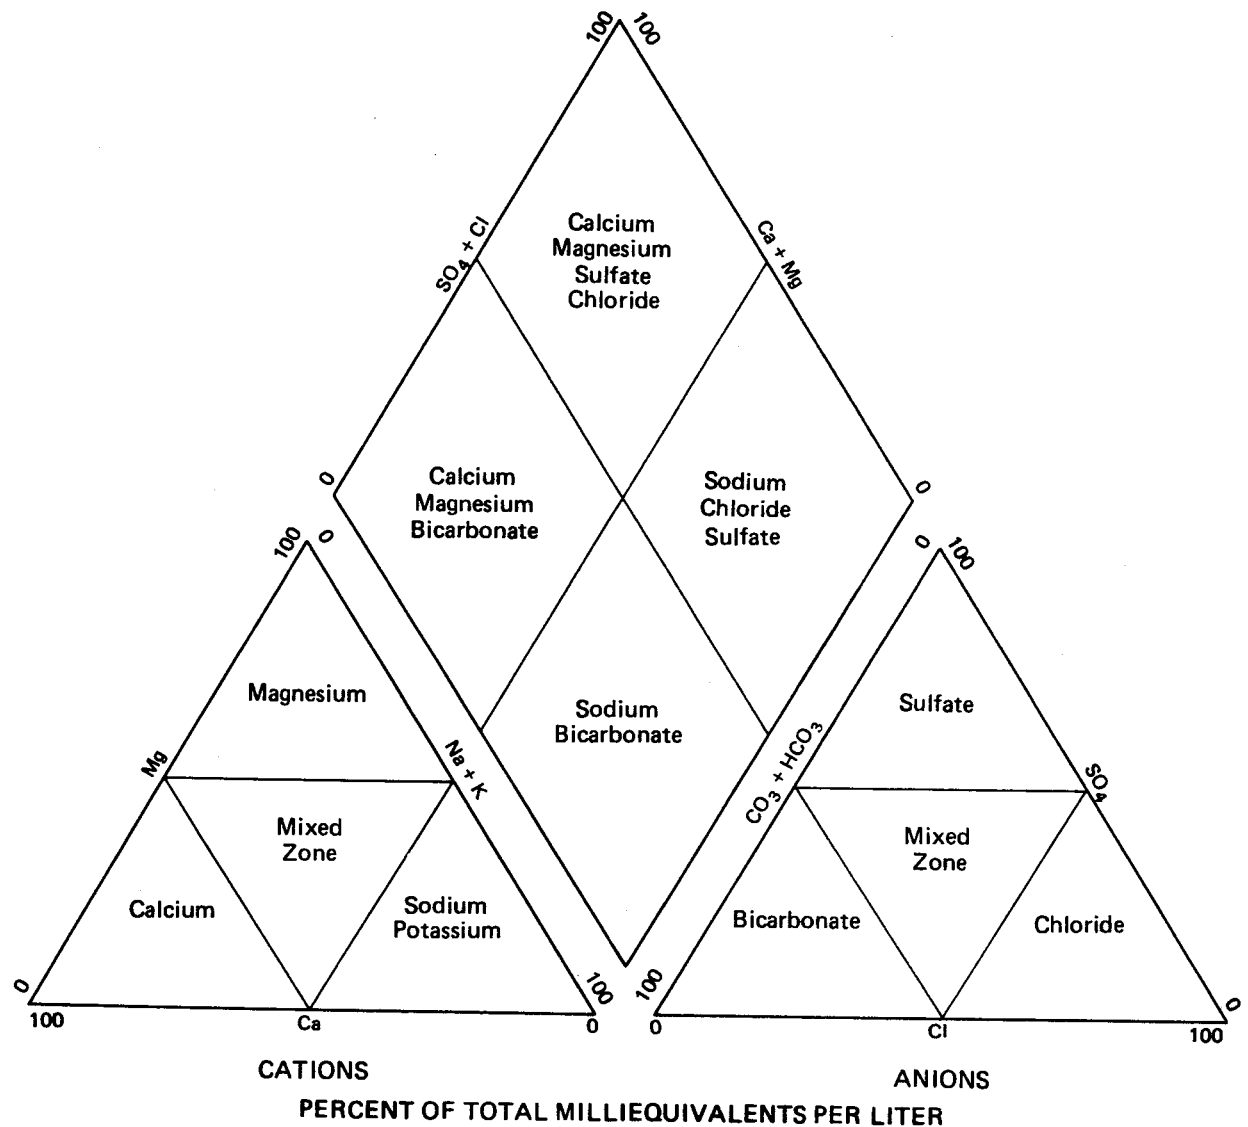 100
100
SO4 + Cl
Ca + Mg
Calcium
Magnesium
Sulfate
Chloride
0
0
Calcium
Magnesium
Bicarbonate
Sodium
Chloride
Sulfate
100
0
0
100
Magnesium
Sulfate
Sodium
Bicarbonate
Mg
Na + K
CO3 + HCO3
SO4
Mixed
Zone
Mixed
Zone
Calcium
Sodium
Potassium
Bicarbonate
Chloride
0
100
100
0
100
Ca
0
0
Cl
100
CATIONS
ANIONS
PERCENT OF TOTAL MILLIEQUIVALENTS PER LITER